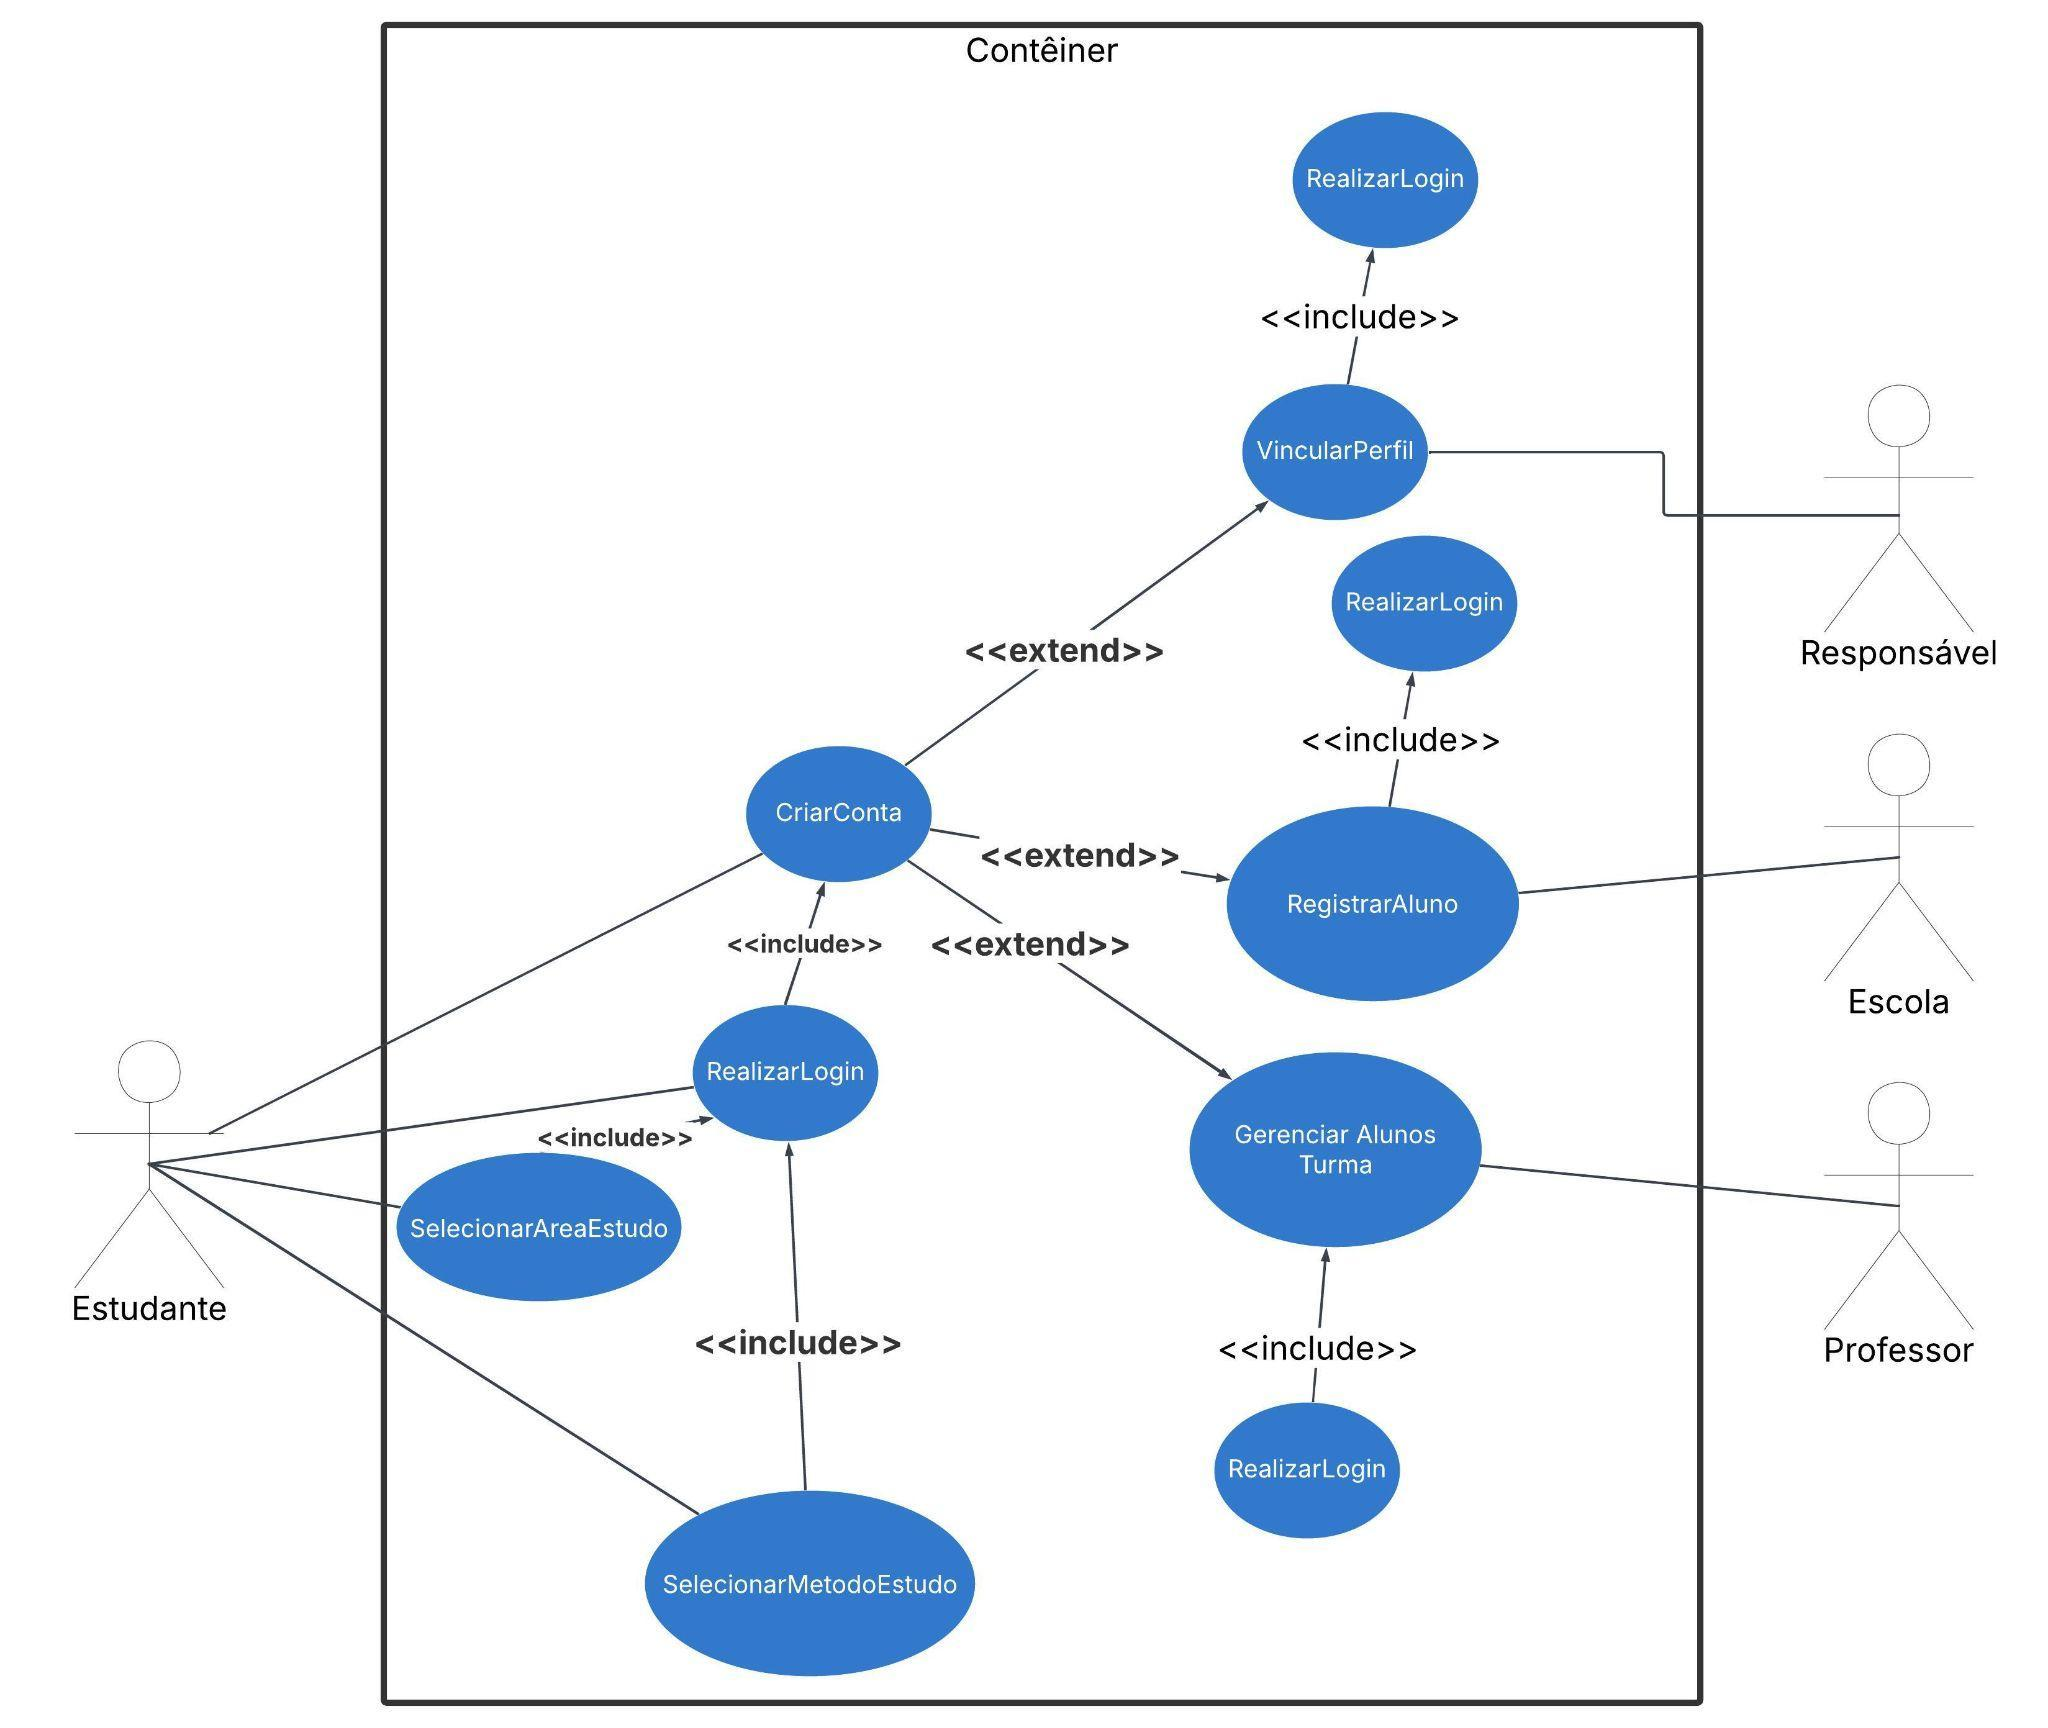 Contêiner
RealizarLogin
<<include>>
VincularPerfil
RealizarLogin
<<extend>>
Responsável
<<include>>
CriarConta
<<extend>>
RegistrarAluno
<<include>>
<<extend>>
Escola
RealizarLogin
<<include>>
Gerenciar Alunos
Turma
SelecionarAreaEstudo
Estudante
<<include>>
<<include>>
Professor
RealizarLogin
SelecionarMetodoEstudo